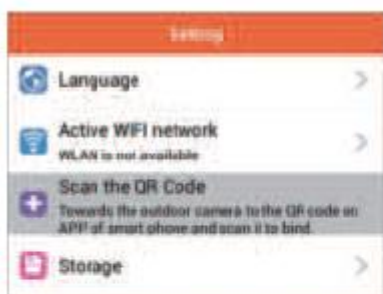 Setting
Language
Active WIFI network
WLAN is not available
Scan the QR Code
Towards the outdoor camera to the QR code on
APP of smart phone and scan it to bind.
Storage